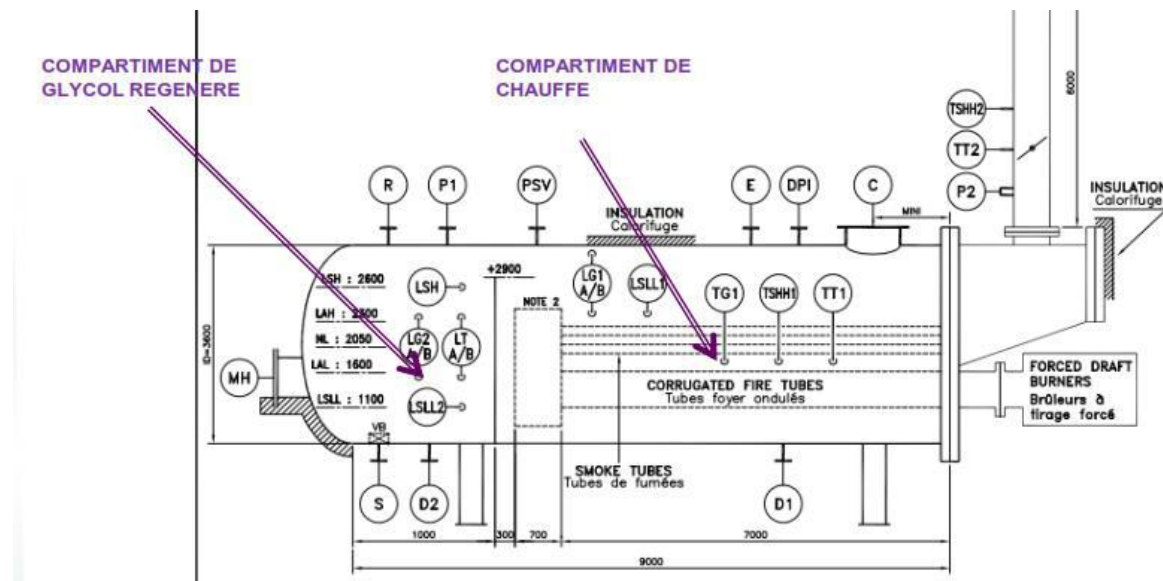 COMPARTIMENT DE
GLYCOL REGENERE
COMPARTIMENT DE
CHAUFFE
6000
TSHH2
TT2
P2
INSULATION
Calorifuge
R
P1
PSV
E
DPI
C
MINI
INSULATION
Calorifuge
+2900
LSH : 2600
LSH
LG1
A/B
LSLL1
TG1
TSHH1
TT1
NOTE 2
LAH : 2300
NL : 2050
LG2
A/B
LT
A/B
ID=3600
LAL : 1600
MH
CORRUGATED FIRE TUBES
Tubes foyer ondulés
FORCED DRAFT
BURNERS
Brûleurs à
tirage forcé
LSLL : 1100
LSLL2
VB
SMOKE TUBES
Tubes de fumées
S
D2
D1
1000
300
700
7000
9000